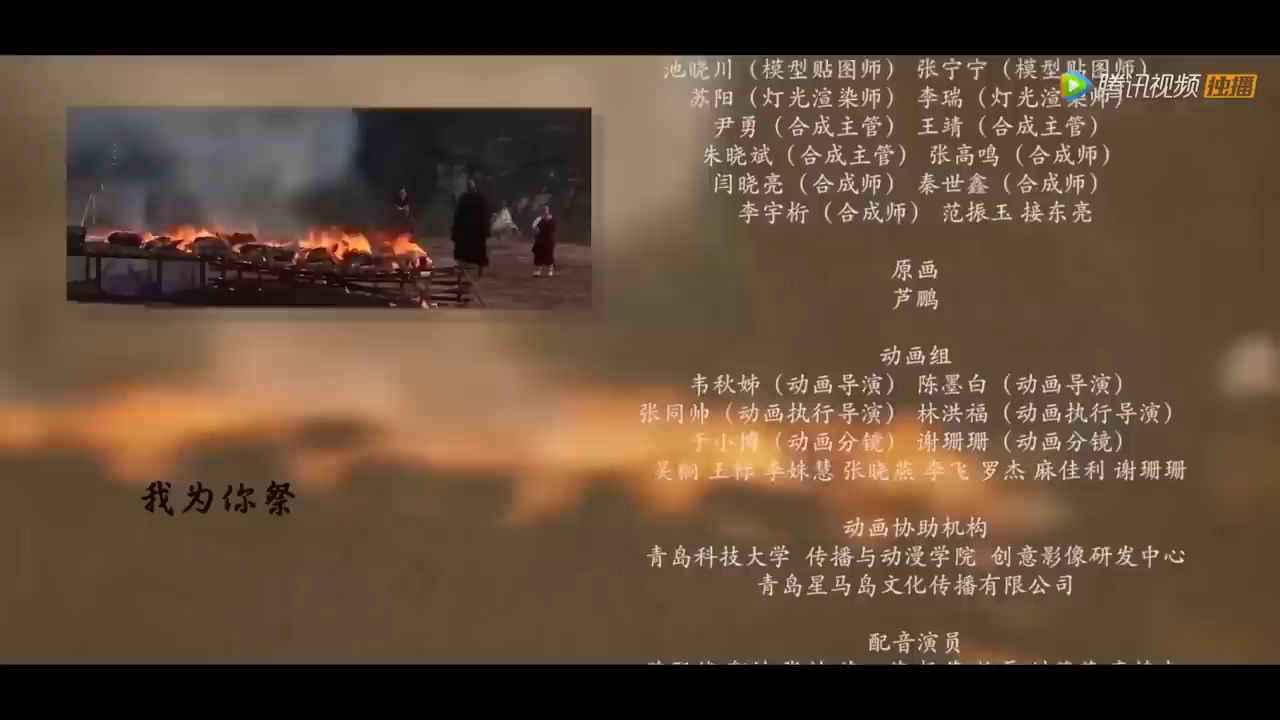 池晓川（模型贴图师） 张宁宁（模型贴图师）
腾讯视频 独播
苏阳（灯光渲染师） 李瑞（灯光渲染师）
尹勇（合成主管） 王靖（合成主管）
朱晓斌（合成主管） 张高鸣（合成师）
闫晓亮（合成师） 秦世鑫（合成师）
李宇桁（合成师） 范振玉 接东亮
原画
芦鹏
动画组
韦秋姊（动画导演） 陈墨白（动画导演）
张同帅（动画执行导演） 林洪福（动画执行导演）
于小博（动画分镜） 谢珊珊（动画分镜）
吴桐 王标 李姝慧 张晓燕 李飞 罗杰 麻佳利 谢珊珊
我为你祭
动画协助机构
青岛科技大学 传播与动漫学院 创意影像研发中心
青岛星马岛文化传播有限公司
配音演员